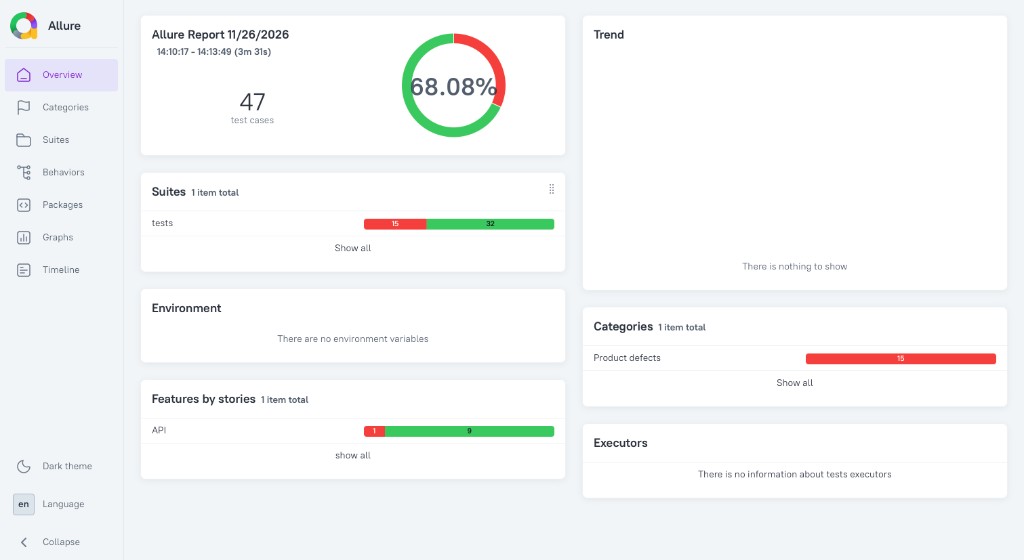 Allure
Overview
Categories
Suites
Behaviors
Packages
Graphs
Timeline
Dark theme
en Language
Collapse
Allure Report 11/26/2026
14:10:17 - 14:13:49 (3m 31s)
47
test cases
68.08%
Suites 1 item total
tests 15 32
Show all
Environment
There are no environment variables
Features by stories 1 item total
API 1 9
show all
Trend
There is nothing to show
Categories 1 item total
Product defects 15
Show all
Executors
There is no information about tests executors